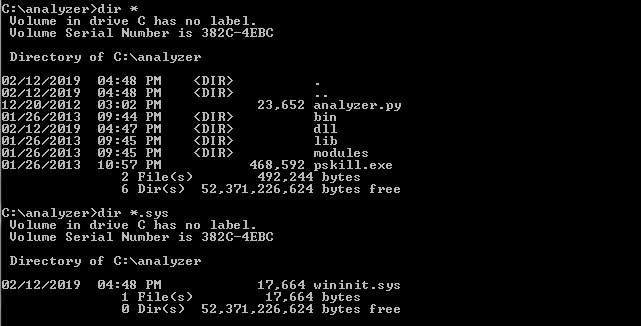 C:\analyzer>dir *
Volume in drive C has no label.
Volume Serial Number is 382C-4EBC
Directory of C:\analyzer
02/12/2019  04:48 PM    <DIR>          .
02/12/2019  04:48 PM    <DIR>          ..
12/20/2012  03:02 PM            23,652 analyzer.py
01/26/2013  09:44 PM    <DIR>          bin
02/12/2019  04:47 PM    <DIR>          dll
01/26/2013  09:45 PM    <DIR>          lib
01/26/2013  09:45 PM    <DIR>          modules
01/26/2013  10:57 PM           468,592 pskill.exe
2 File(s)        492,244 bytes
6 Dir(s)  52,371,226,624 bytes free
C:\analyzer>dir *.sys
Volume in drive C has no label.
Volume Serial Number is 382C-4EBC
Directory of C:\analyzer
02/12/2019  04:48 PM            17,664 wininit.sys
1 File(s)         17,664 bytes
0 Dir(s)  52,371,226,624 bytes free